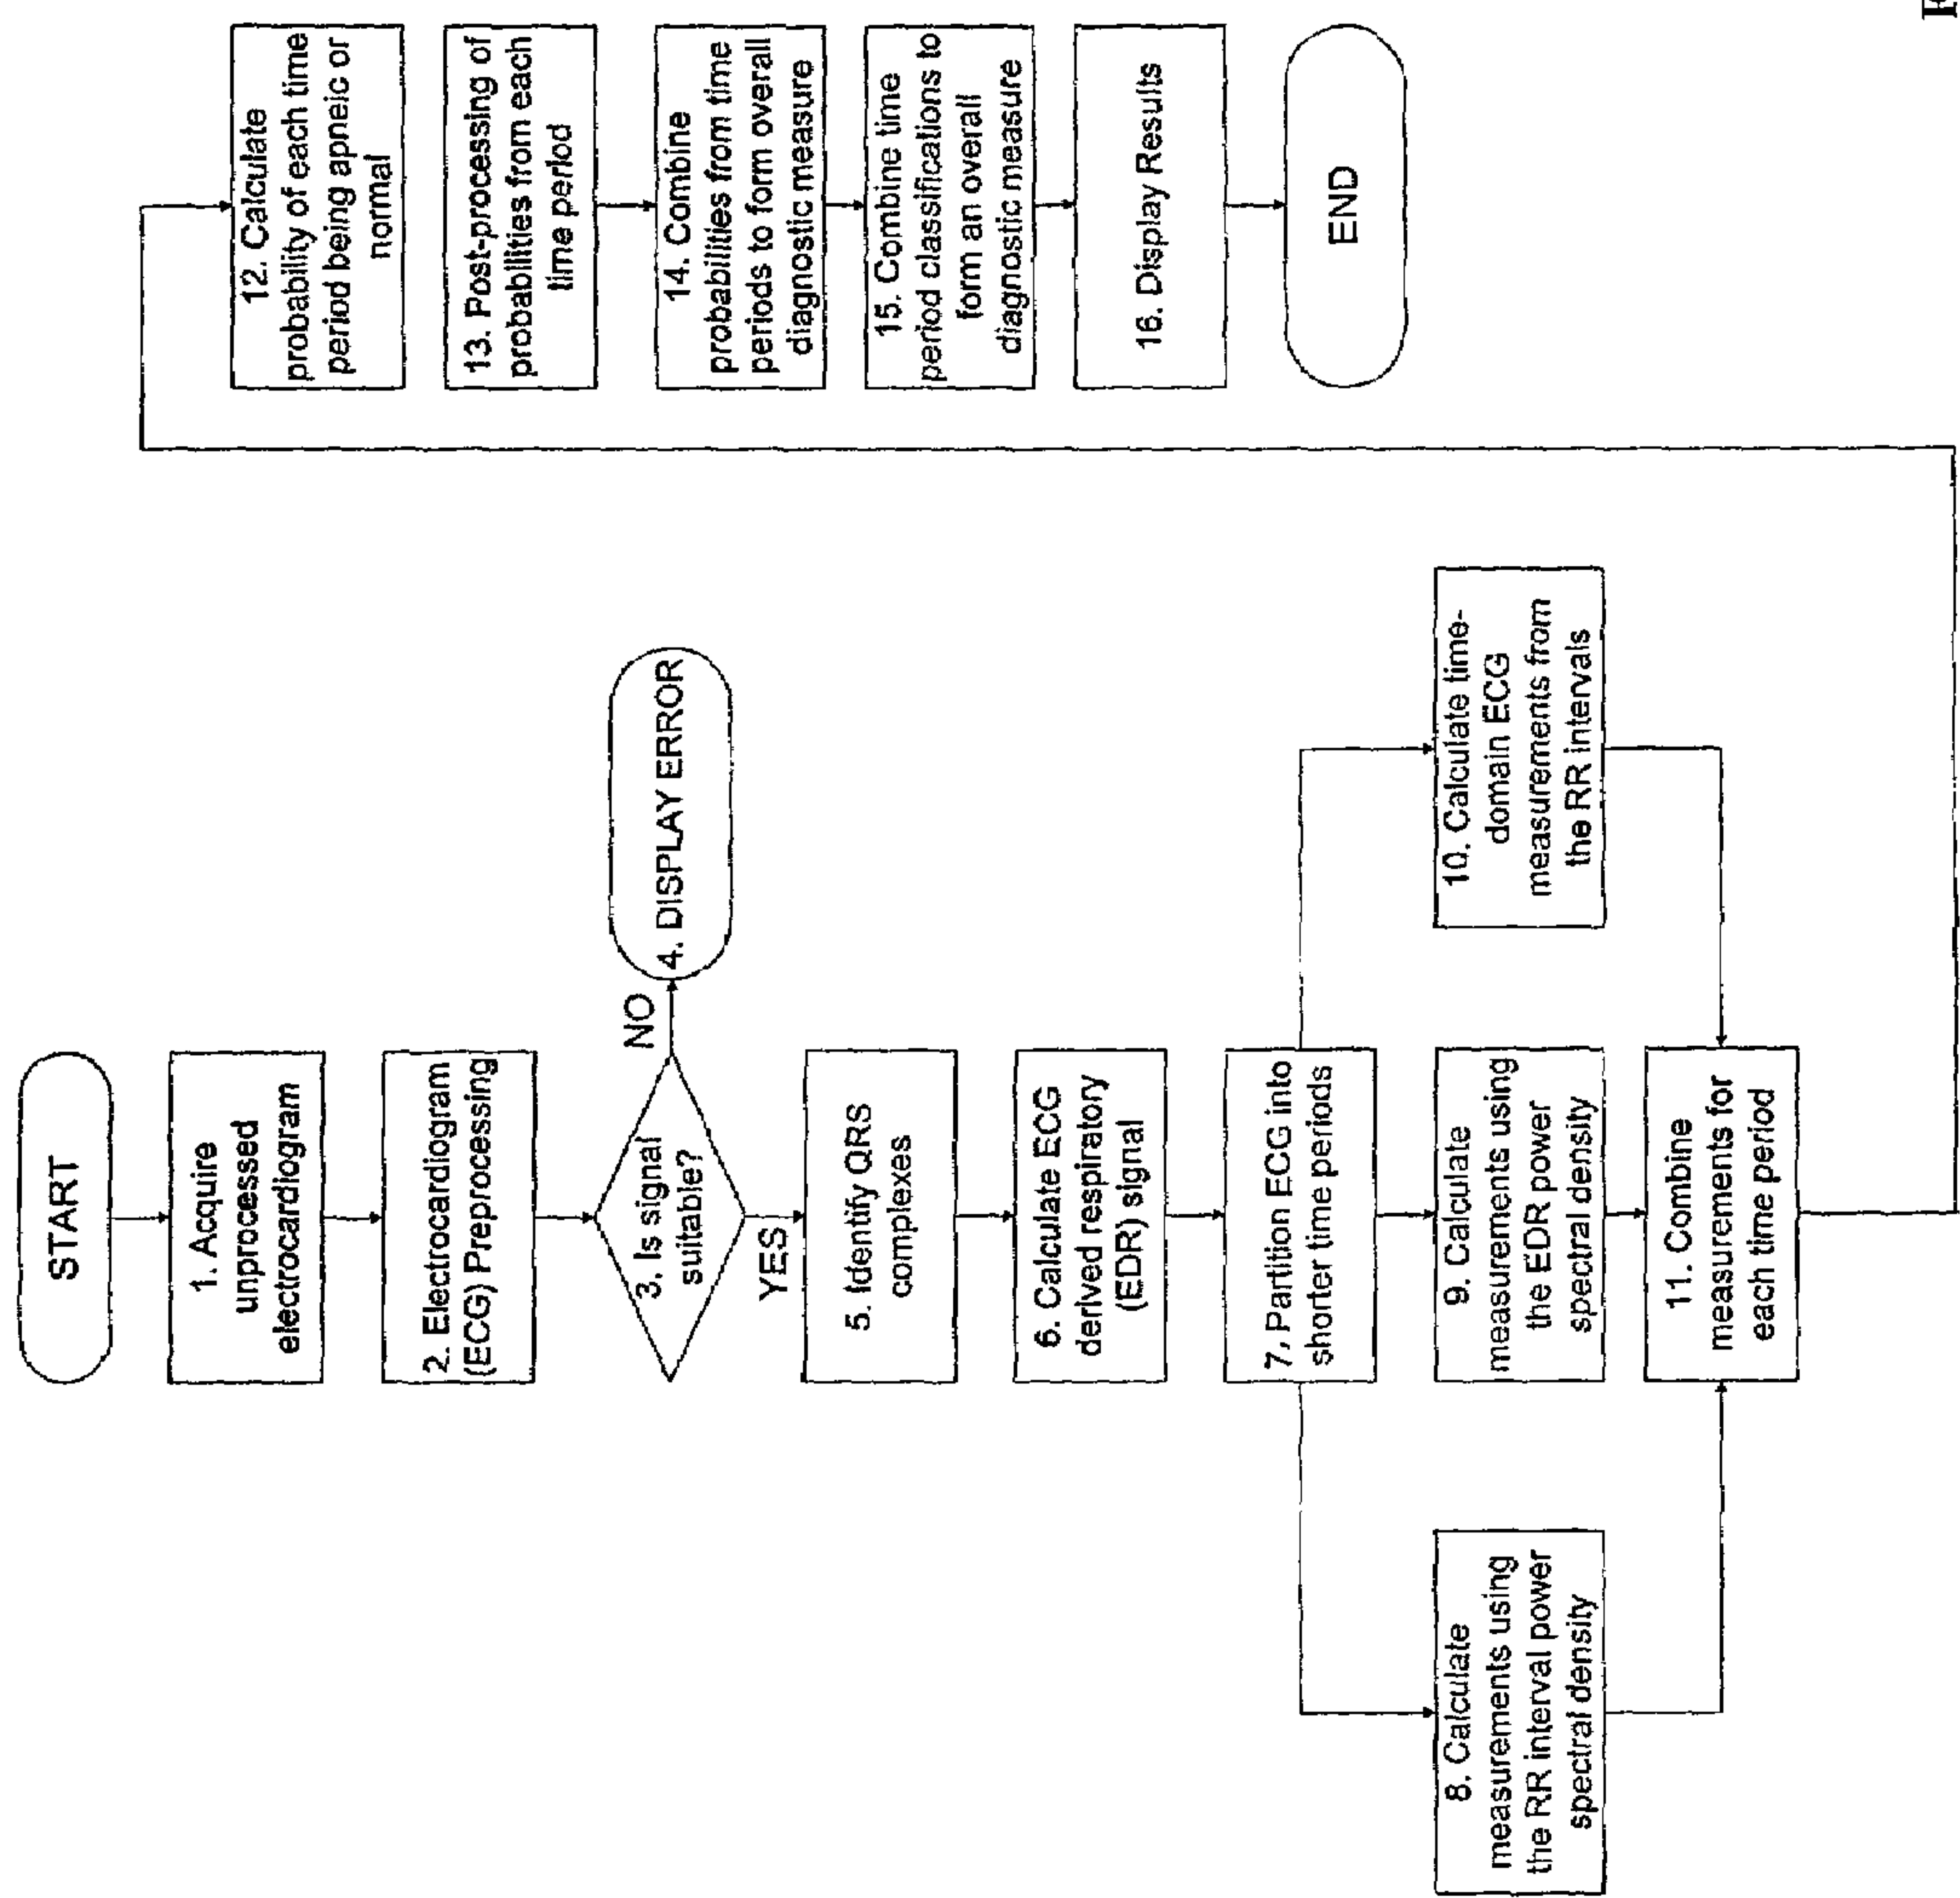 START
1. Acquire
unprocessed
electrocardiogram
2. Electrocardiogram
(ECG) Preprocessing
3. Is signal
suitable?
NO
4. DISPLAY ERROR
YES
5. Identify QRS
complexes
6. Calculate ECG
derived respiratory
(EDR) signal
7. Partition ECG into
shorter time periods
8. Calculate
measurements using
the RR interval power
spectral density
9. Calculate
measurements using
the EDR power
spectral density
10. Calculate time-
domain ECG
measurements from
the RR intervals
11. Combine
measurements for
each time period
12. Calculate
probability of each time
period being apneic or
normal
13. Post-processing of
probabilities from each
time period
14. Combine
probabilities from time
periods to form overall
diagnostic measure
15. Combine time
period classifications to
form an overall
diagnostic measure
16. Display Results
END